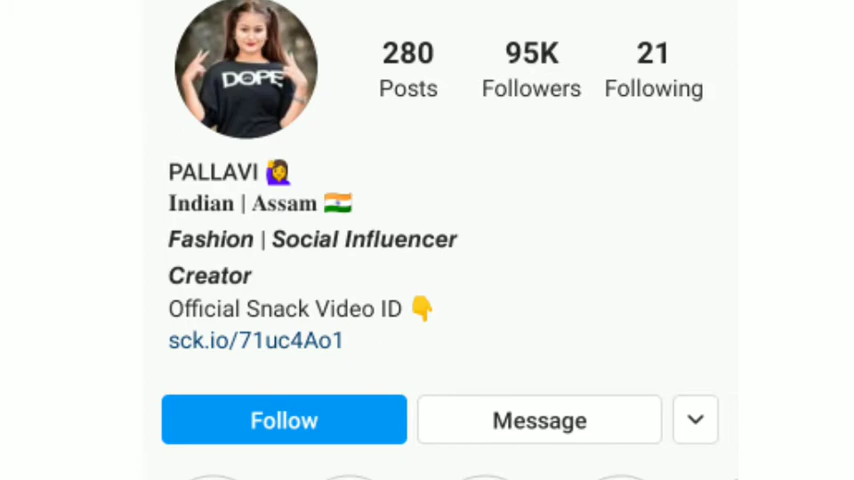 DOPE
280 95K 21
Posts Followers Following
PALLAVI 🙋‍♀️
Indian | Assam 🇮🇳
Fashion | Social Influencer
Creator
Official Snack Video ID 👇
sck.io/71uc4Ao1
Follow Message